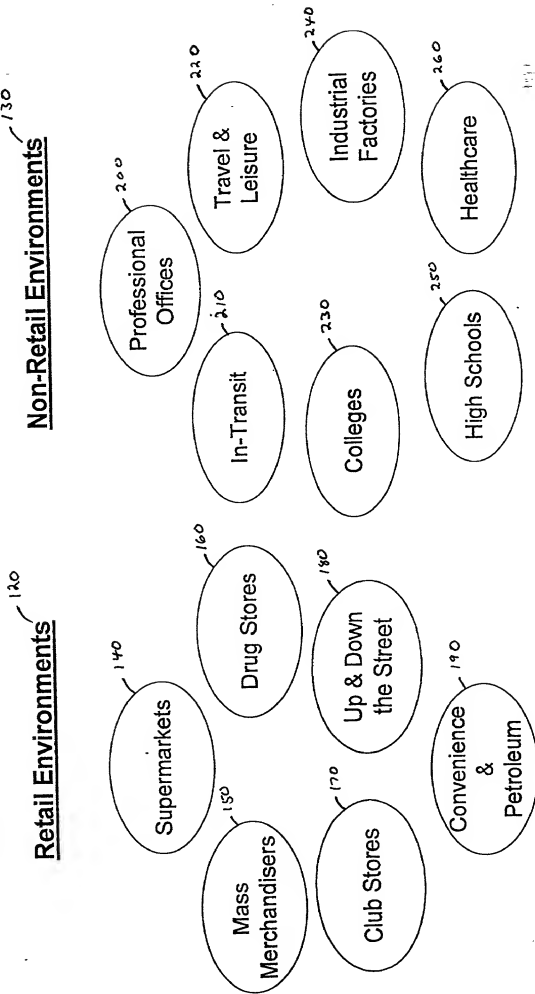 Retail Environments
120
Supermarkets
140
Mass
Merchandisers
150
Drug Stores
160
Club Stores
170
Up & Down
the Street
180
Convenience
&
Petroleum
190
Non-Retail Environments
130
Professional
Offices
200
In-Transit
210
Travel &
Leisure
220
Colleges
230
Industrial
Factories
240
High Schools
250
Healthcare
260